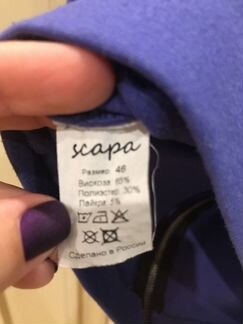 scapa
Размер: 46
Вискоза: 65%
Полиэстер: 30%
Лайкра: 5%
Сделано в России